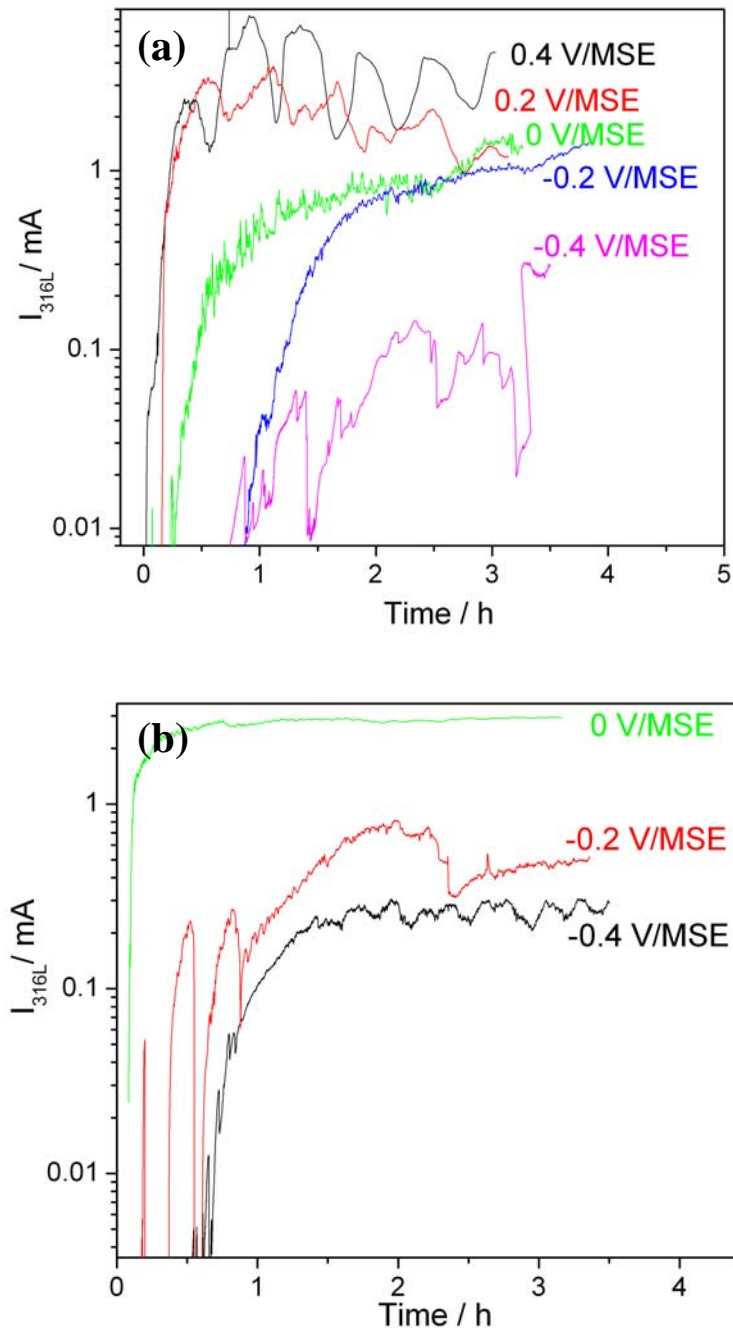 (a)
0.4 V/MSE
0.2 V/MSE
0 V/MSE
-0.2 V/MSE
-0.4 V/MSE
1
0.1
0.01
I316L / mA
0 1 2 3 4 5
Time / h
(b)
0 V/MSE
-0.2 V/MSE
-0.4 V/MSE
1
0.1
0.01
I316L / mA
0 1 2 3 4
Time / h